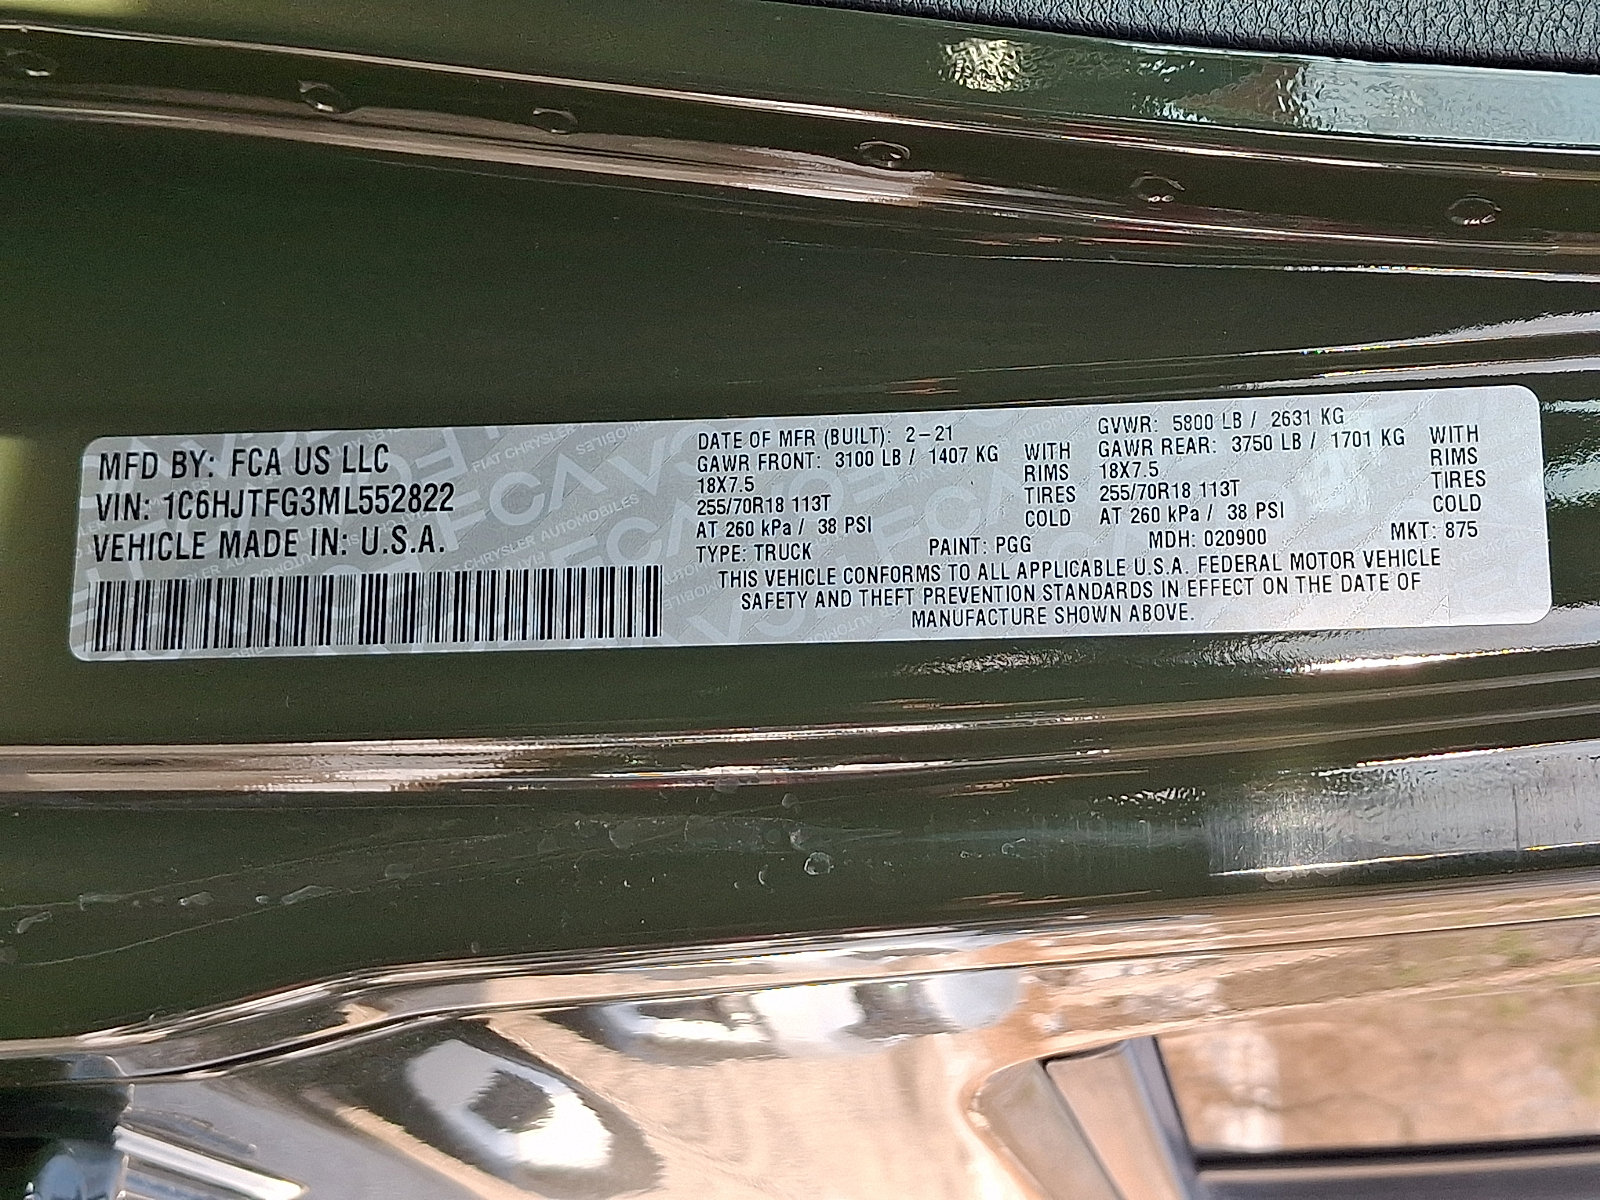 MFD BY: FCA US LLC
VIN: 1C6HJTFG3ML552822
VEHICLE MADE IN: U.S.A.
DATE OF MFR (BUILT): 2-21
GAWR FRONT: 3100 LB / 1407 KG WITH
18X7.5 RIMS
255/70R18 113T TIRES
AT 260 kPa / 38 PSI COLD
GVWR: 5800 LB / 2631 KG
GAWR REAR: 3750 LB / 1701 KG WITH
18X7.5 RIMS
255/70R18 113T TIRES
AT 260 kPa / 38 PSI COLD
TYPE: TRUCK PAINT: PGG MDH: 020900 MKT: 875
THIS VEHICLE CONFORMS TO ALL APPLICABLE U.S.A. FEDERAL MOTOR VEHICLE
SAFETY AND THEFT PREVENTION STANDARDS IN EFFECT ON THE DATE OF
MANUFACTURE SHOWN ABOVE.